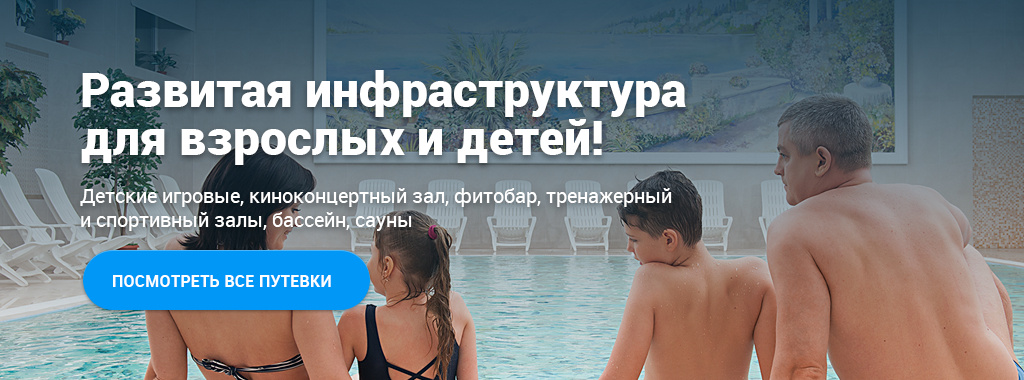 Развитая инфраструктура
для взрослых и детей!
Детские игровые, киноконцертный зал, фитобар, тренажерный
и спортивный залы, бассейн, сауны
ПОСМОТРЕТЬ ВСЕ ПУТЕВКИ